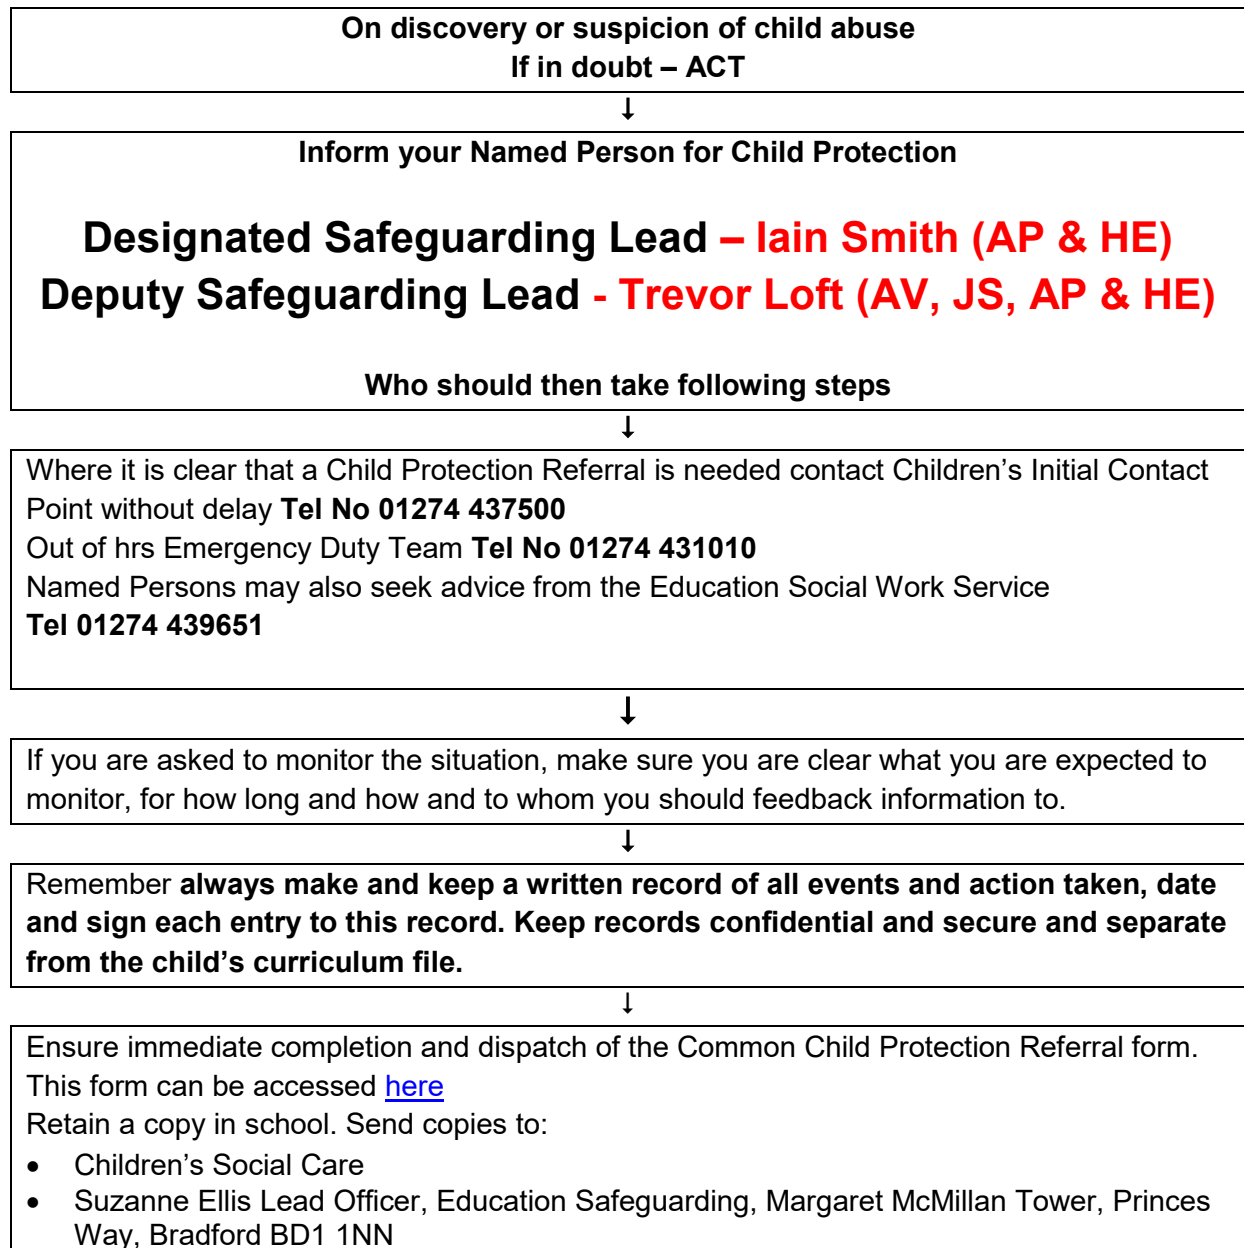 On discovery or suspicion of child abuse
If in doubt – ACT
↓
Inform your Named Person for Child Protection
Designated Safeguarding Lead – Iain Smith (AP & HE)
Deputy Safeguarding Lead - Trevor Loft (AV, JS, AP & HE)
Who should then take following steps
↓
Where it is clear that a Child Protection Referral is needed contact Children's Initial Contact
Point without delay Tel No 01274 437500
Out of hrs Emergency Duty Team Tel No 01274 431010
Named Persons may also seek advice from the Education Social Work Service
Tel 01274 439651
↓
If you are asked to monitor the situation, make sure you are clear what you are expected to
monitor, for how long and how and to whom you should feedback information to.
↓
Remember always make and keep a written record of all events and action taken, date
and sign each entry to this record. Keep records confidential and secure and separate
from the child's curriculum file.
↓
Ensure immediate completion and dispatch of the Common Child Protection Referral form.
This form can be accessed here
Retain a copy in school. Send copies to:
• Children's Social Care
• Suzanne Ellis Lead Officer, Education Safeguarding, Margaret McMillan Tower, Princes
Way, Bradford BD1 1NN